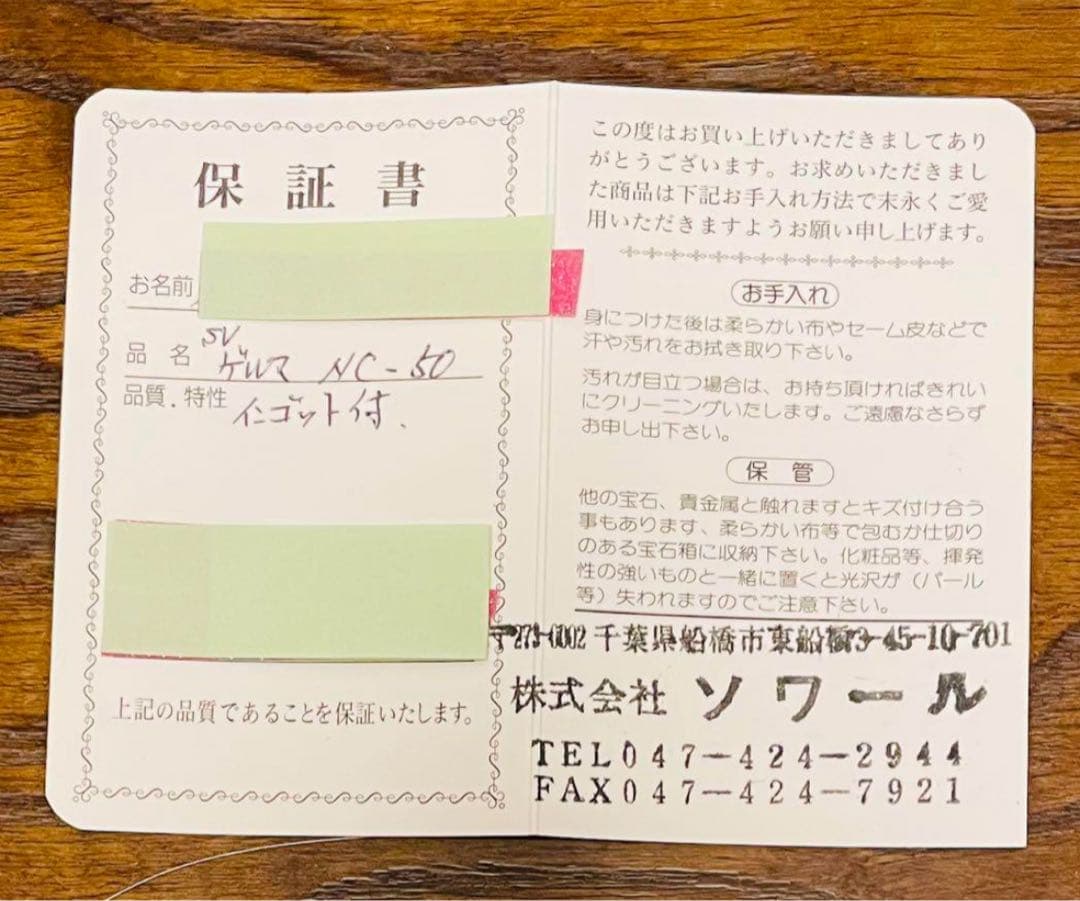 保証書
お名前
SV
品名 ゲルマ NC-50
品質.特性 インゴット付、
上記の品質であることを保証いたします。
この度はお買い上げいただきましてあり
がとうございます。お求めいただきまし
た商品は下記お手入れ方法で末永くご愛
用いただきますようお願い申し上げます。
お手入れ
身につけた後は柔らかい布やセーム皮などで
汗や汚れをお拭き取り下さい。
汚れが目立つ場合は、お持ち頂ければきれい
にクリーニングいたします。ご遠慮なさらず
お申し出下さい。
保管
他の宝石、貴金属と触れますとキズ付け合う
事もあります、柔らかい布等で包むか仕切り
のある宝石箱に収納下さい。化粧品等、揮発
性の強いものと一緒に置くと光沢が(パール
等)失われますのでご注意下さい。
〒273-0002 千葉県船橋市東船橋3-45-10-701
株式会社 ソワール
TEL047-424-2944
FAX047-424-7921